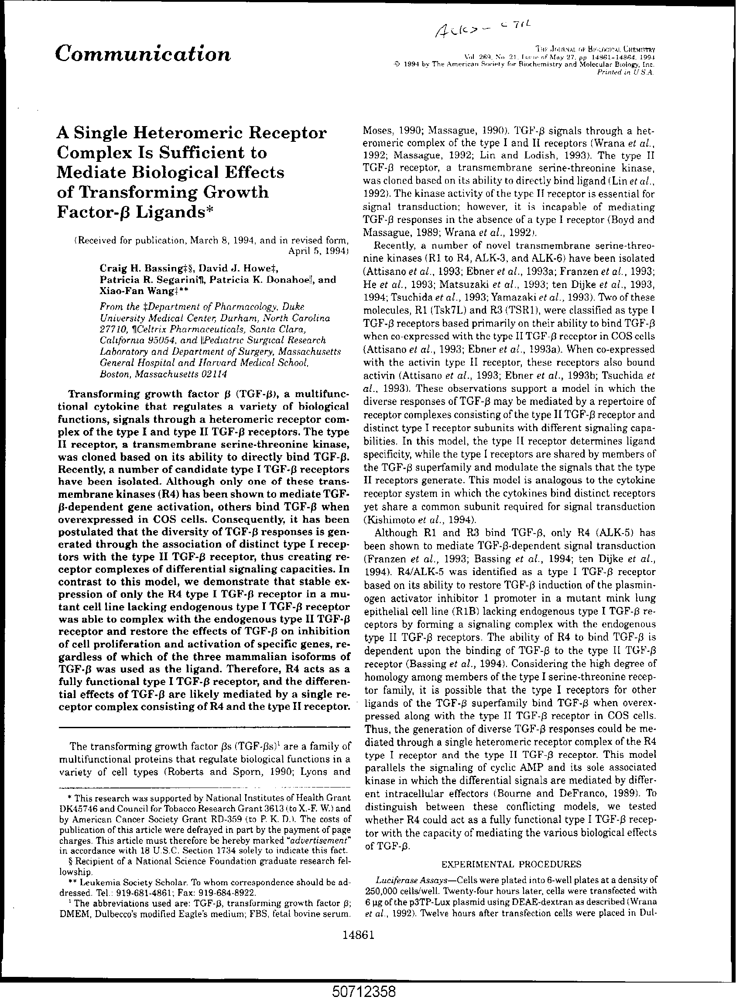 Communication
THE JOURNAL OF BIOLOGICAL CHEMISTRY
Vol. 269, No. 21, Issue of May 27, pp. 14861-14864, 1994
© 1994 by The American Society for Biochemistry and Molecular Biology, Inc.
Printed in U.S.A.
A Single Heteromeric Receptor
Complex Is Sufficient to
Mediate Biological Effects
of Transforming Growth
Factor-β Ligands*
(Received for publication, March 8, 1994, and in revised form,
April 5, 1994)
Craig H. Bassing‡§, David J. Howe‡,
Patricia R. Segarini¶, Patricia K. Donahoe‖, and
Xiao-Fan Wang‡**
From the ‡Department of Pharmacology, Duke
University Medical Center, Durham, North Carolina
27710, ¶Celtrix Pharmaceuticals, Santa Clara,
California 95054, and ‖Pediatric Surgical Research
Laboratory and Department of Surgery, Massachusetts
General Hospital and Harvard Medical School,
Boston, Massachusetts 02114
Transforming growth factor β (TGF-β), a multifunc-
tional cytokine that regulates a variety of biological
functions, signals through a heteromeric receptor com-
plex of the type I and type II TGF-β receptors. The type
II receptor, a transmembrane serine-threonine kinase,
was cloned based on its ability to directly bind TGF-β.
Recently, a number of candidate type I TGF-β receptors
have been isolated. Although only one of these trans-
membrane kinases (R4) has been shown to mediate TGF-
β-dependent gene activation, others bind TGF-β when
overexpressed in COS cells. Consequently, it has been
postulated that the diversity of TGF-β responses is gen-
erated through the association of distinct type I recep-
tors with the type II TGF-β receptor, thus creating re-
ceptor complexes of differential signaling capacities. In
contrast to this model, we demonstrate that stable ex-
pression of only the R4 type I TGF-β receptor in a mu-
tant cell line lacking endogenous type I TGF-β receptor
was able to complex with the endogenous type II TGF-β
receptor and restore the effects of TGF-β on inhibition
of cell proliferation and activation of specific genes, re-
gardless of which of the three mammalian isoforms of
TGF-β was used as the ligand. Therefore, R4 acts as a
fully functional type I TGF-β receptor, and the differen-
tial effects of TGF-β are likely mediated by a single re-
ceptor complex consisting of R4 and the type II receptor.
The transforming growth factor βs (TGF-βs)¹ are a family of
multifunctional proteins that regulate biological functions in a
variety of cell types (Roberts and Sporn, 1990; Lyons and
* This research was supported by National Institutes of Health Grant
DK45746 and Council for Tobacco Research Grant 3613 (to X.-F. W.) and
by American Cancer Society Grant RD-359 (to P. K. D.). The costs of
publication of this article were defrayed in part by the payment of page
charges. This article must therefore be hereby marked "advertisement"
in accordance with 18 U.S.C. Section 1734 solely to indicate this fact.
§ Recipient of a National Science Foundation graduate research fel-
lowship.
** Leukemia Society Scholar. To whom correspondence should be ad-
dressed. Tel.: 919-681-4861; Fax: 919-684-8922.
¹ The abbreviations used are: TGF-β, transforming growth factor β;
DMEM, Dulbecco's modified Eagle's medium; FBS, fetal bovine serum.
Moses, 1990; Massague, 1990). TGF-β signals through a het-
eromeric complex of the type I and II receptors (Wrana et al.,
1992; Massague, 1992; Lin and Lodish, 1993). The type II
TGF-β receptor, a transmembrane serine-threonine kinase,
was cloned based on its ability to directly bind ligand (Lin et al.,
1992). The kinase activity of the type II receptor is essential for
signal transduction; however, it is incapable of mediating
TGF-β responses in the absence of a type I receptor (Boyd and
Massague, 1989; Wrana et al., 1992).
Recently, a number of novel transmembrane serine-threo-
nine kinases (R1 to R4, ALK-3, and ALK-6) have been isolated
(Attisano et al., 1993; Ebner et al., 1993a; Franzen et al., 1993;
He et al., 1993; Matsuzaki et al., 1993; ten Dijke et al., 1993,
1994; Tsuchida et al., 1993; Yamazaki et al., 1993). Two of these
molecules, R1 (Tsk7L) and R3 (TSR1), were classified as type I
TGF-β receptors based primarily on their ability to bind TGF-β
when co-expressed with the type II TGF-β receptor in COS cells
(Attisano et al., 1993; Ebner et al., 1993a). When co-expressed
with the activin type II receptor, these receptors also bound
activin (Attisano et al., 1993; Ebner et al., 1993b; Tsuchida et
al., 1993). These observations support a model in which the
diverse responses of TGF-β may be mediated by a repertoire of
receptor complexes consisting of the type II TGF-β receptor and
distinct type I receptor subunits with different signaling capa-
bilities. In this model, the type II receptor determines ligand
specificity, while the type I receptors are shared by members of
the TGF-β superfamily and modulate the signals that the type
II receptors generate. This model is analogous to the cytokine
receptor system in which the cytokines bind distinct receptors
yet share a common subunit required for signal transduction
(Kishimoto et al., 1994).
Although R1 and R3 bind TGF-β, only R4 (ALK-5) has
been shown to mediate TGF-β-dependent signal transduction
(Franzen et al., 1993; Bassing et al., 1994; ten Dijke et al.,
1994). R4/ALK-5 was identified as a type I TGF-β receptor
based on its ability to restore TGF-β induction of the plasmin-
ogen activator inhibitor 1 promoter in a mutant mink lung
epithelial cell line (R1B) lacking endogenous type I TGF-β re-
ceptors by forming a signaling complex with the endogenous
type II TGF-β receptors. The ability of R4 to bind TGF-β is
dependent upon the binding of TGF-β to the type II TGF-β
receptor (Bassing et al., 1994). Considering the high degree of
homology among members of the type I serine-threonine recep-
tor family, it is possible that the type I receptors for other
ligands of the TGF-β superfamily bind TGF-β when overex-
pressed along with the type II TGF-β receptor in COS cells.
Thus, the generation of diverse TGF-β responses could be me-
diated through a single heteromeric receptor complex of the R4
type I receptor and the type II TGF-β receptor. This model
parallels the signaling of cyclic AMP and its sole associated
kinase in which the differential signals are mediated by differ-
ent intracellular effectors (Bourne and DeFranco, 1989). To
distinguish between these conflicting models, we tested
whether R4 could act as a fully functional type I TGF-β recep-
tor with the capacity of mediating the various biological effects
of TGF-β.
EXPERIMENTAL PROCEDURES
Luciferase Assays—Cells were plated into 6-well plates at a density of
250,000 cells/well. Twenty-four hours later, cells were transfected with
6 μg of the p3TP-Lux plasmid using DEAE-dextran as described (Wrana
et al., 1992). Twelve hours after transfection cells were placed in Dul-
14861
50712358